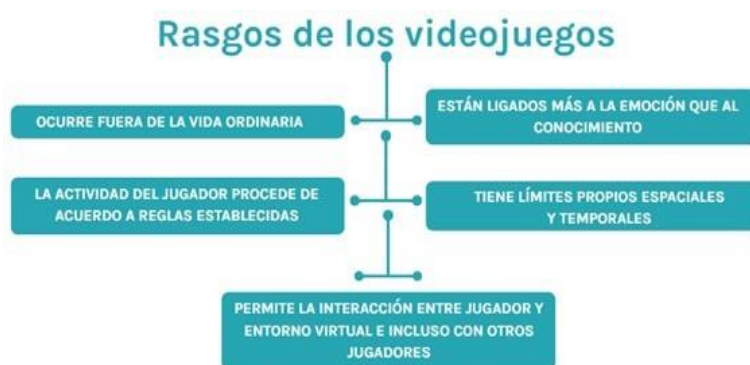 Rasgos de los videojuegos
OCURRE FUERA DE LA VIDA ORDINARIA
ESTÁN LIGADOS MÁS A LA EMOCIÓN QUE AL
CONOCIMIENTO
LA ACTIVIDAD DEL JUGADOR PROCEDE DE
ACUERDO A REGLAS ESTABLECIDAS
TIENE LÍMITES PROPIOS ESPACIALES
Y TEMPORALES
PERMITE LA INTERACCIÓN ENTRE JUGADOR Y
ENTORNO VIRTUAL E INCLUSO CON OTROS
JUGADORES